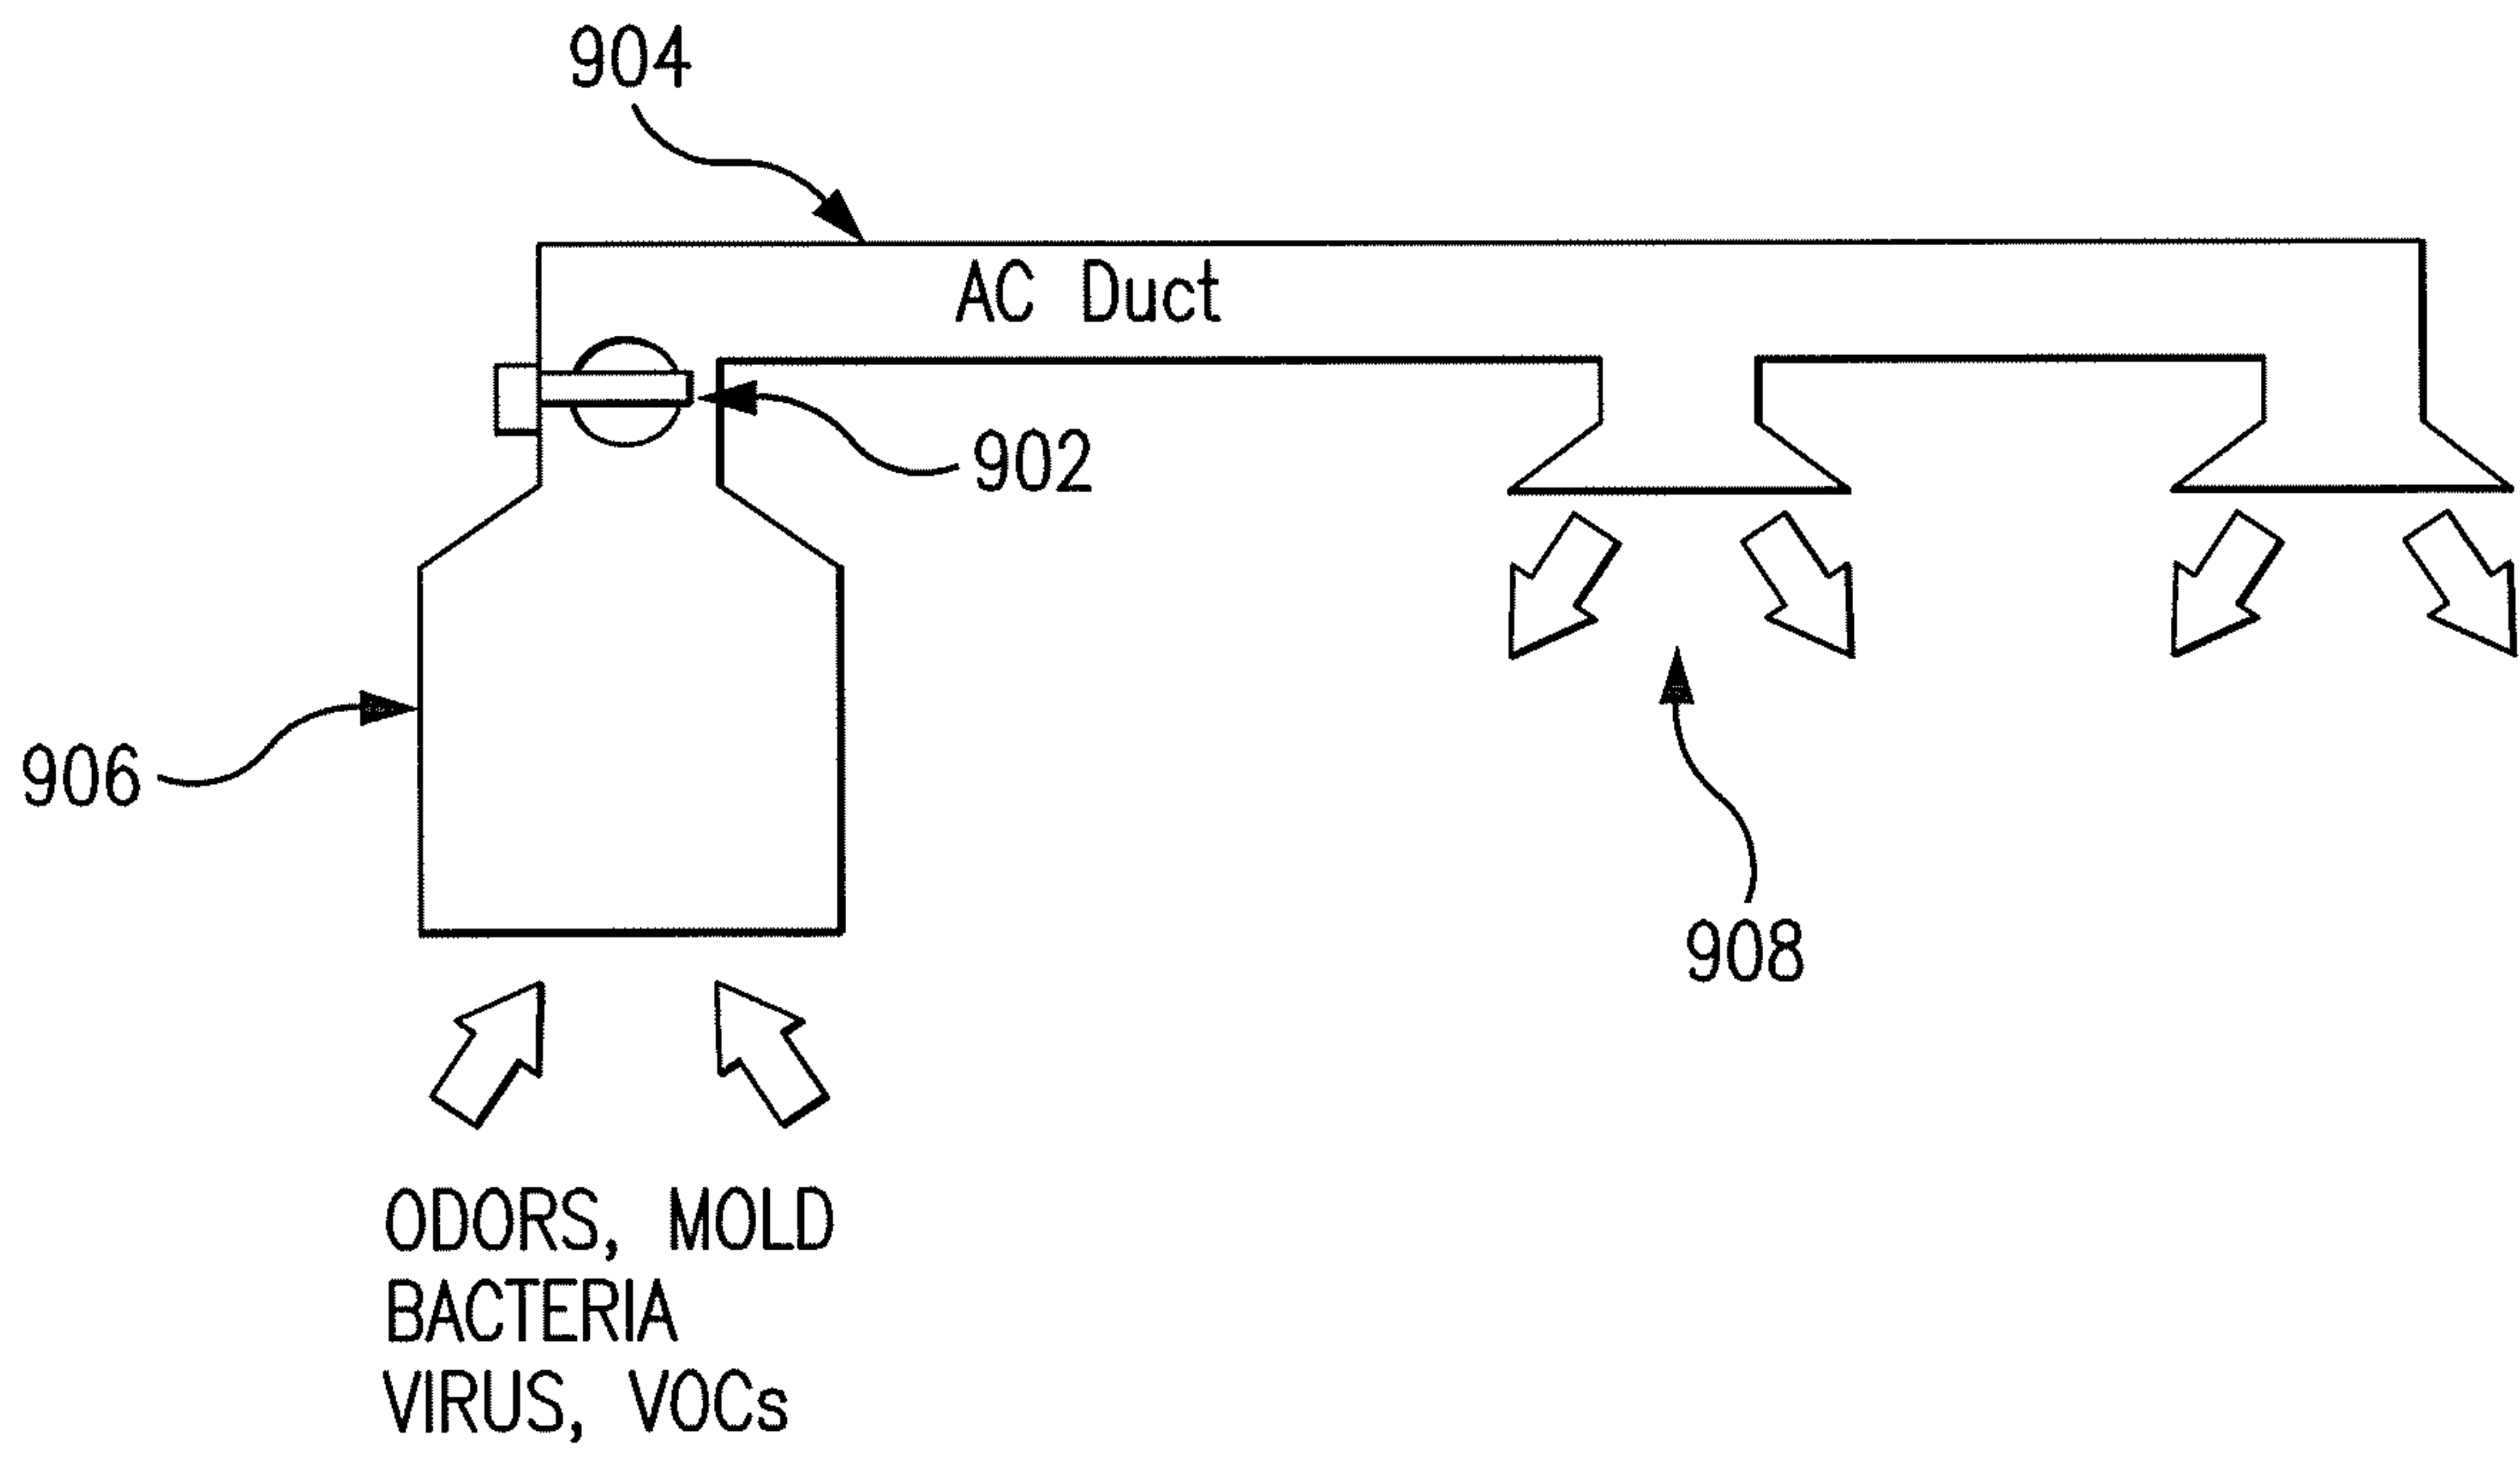 904
AC Duct
902
906
908
ODORS, MOLD
BACTERIA
VIRUS, VOCs